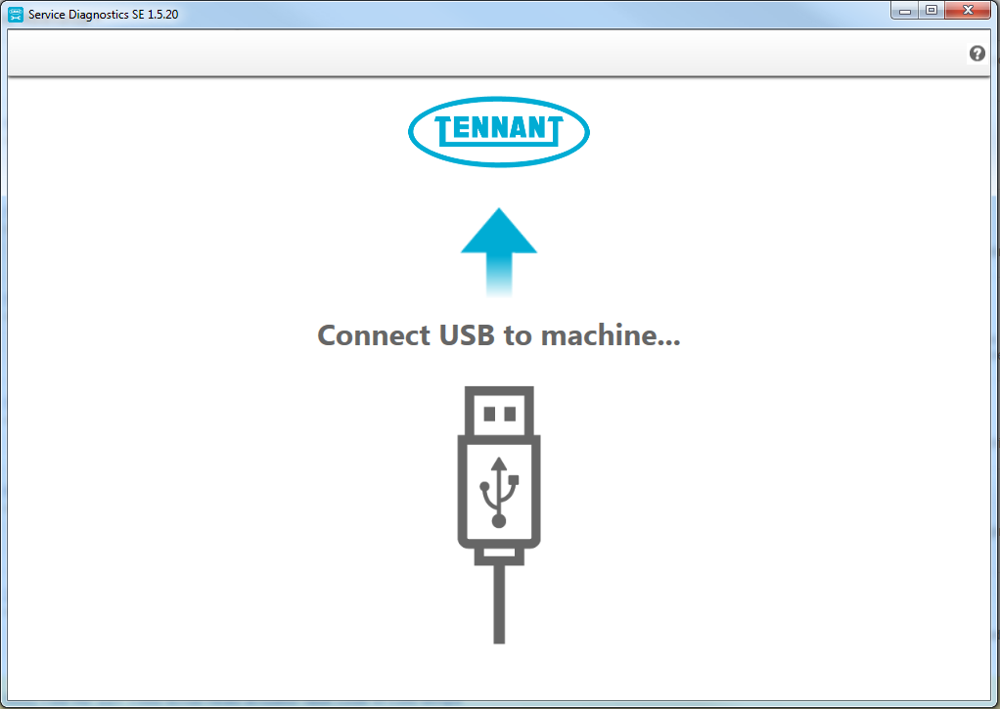 Service Diagnostics SE 1.5.20
?
TENNANT
Connect USB to machine...